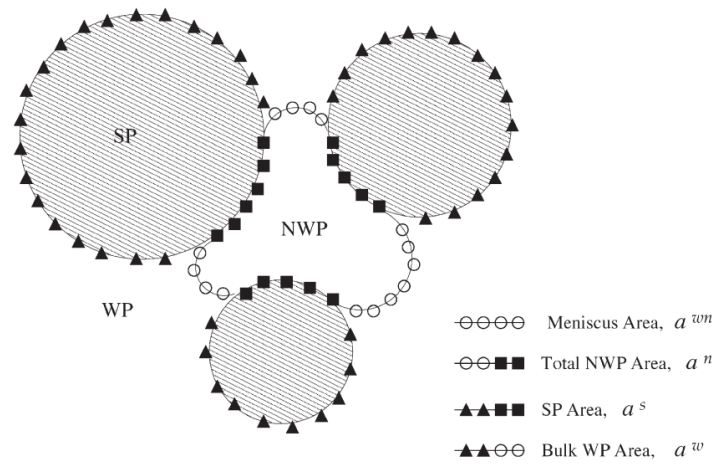 SP
NWP
WP
Meniscus Area, a wn
Total NWP Area, a n
SP Area, a s
Bulk WP Area, a w